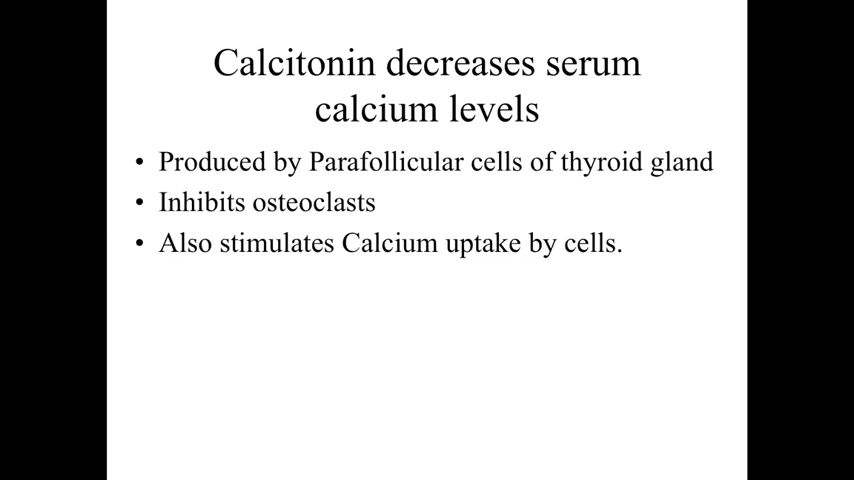 Calcitonin decreases serum
calcium levels
• Produced by Parafollicular cells of thyroid gland
• Inhibits osteoclasts
• Also stimulates Calcium uptake by cells.